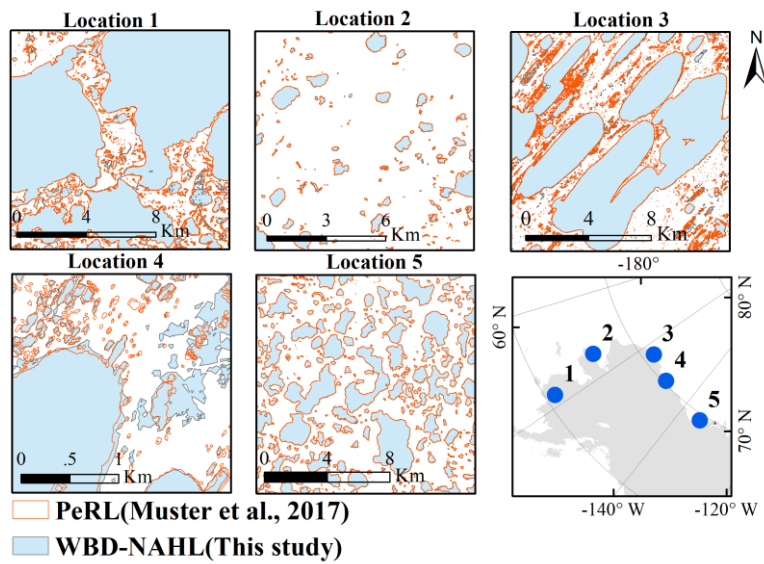 Location 1
Location 2
Location 3
N
0 4 8
Km
0 3 6
Km
0 4 8
Km
Location 4
Location 5
-180°
0 .5 1
Km
0 4 8
Km
60° N
80° N
70° N
1
2
3
4
5
-140° W
-120° W
PeRL(Muster et al., 2017)
WBD-NAHL(This study)